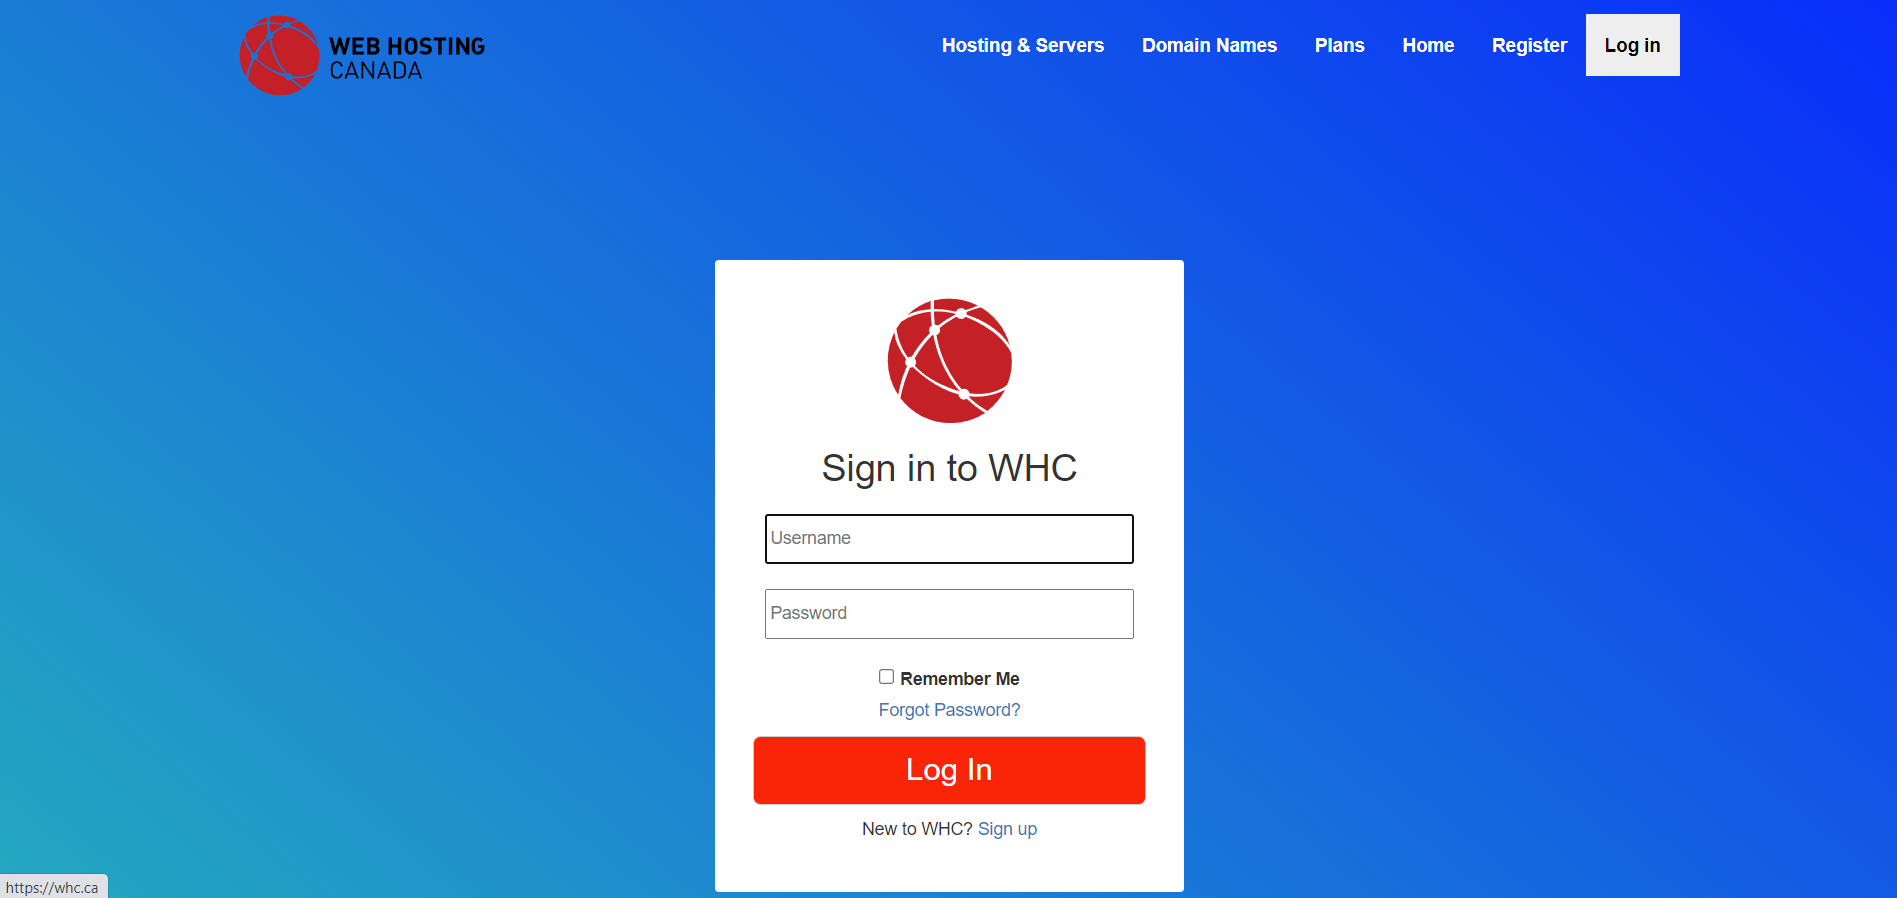 WEB HOSTING
CANADA
Hosting & Servers Domain Names Plans Home Register Log in
Sign in to WHC
Username
Password
Remember Me
Forgot Password?
Log In
New to WHC? Sign up
https://whc.ca